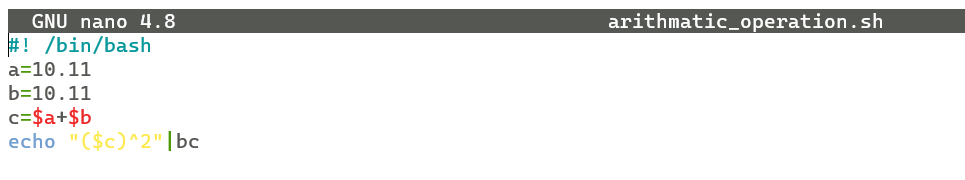 GNU nano 4.8 arithmatic_operation.sh
#! /bin/bash
a=10.11
b=10.11
c=$a+$b
echo "($c)^2"|bc